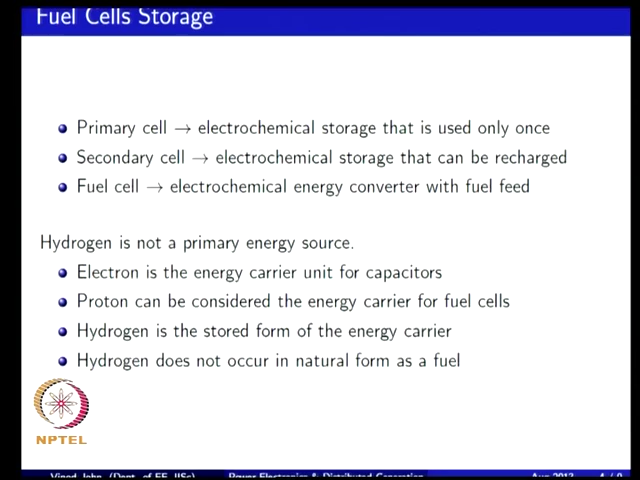 Fuel Cells Storage
Primary cell → electrochemical storage that is used only once
Secondary cell → electrochemical storage that can be recharged
Fuel cell → electrochemical energy converter with fuel feed
Hydrogen is not a primary energy source.
Electron is the energy carrier unit for capacitors
Proton can be considered the energy carrier for fuel cells
Hydrogen is the stored form of the energy carrier
Hydrogen does not occur in natural form as a fuel
NPTEL
Vinod John (Dept. of EE, IISc) Power Electronics & Distributed Generation Aug 2012